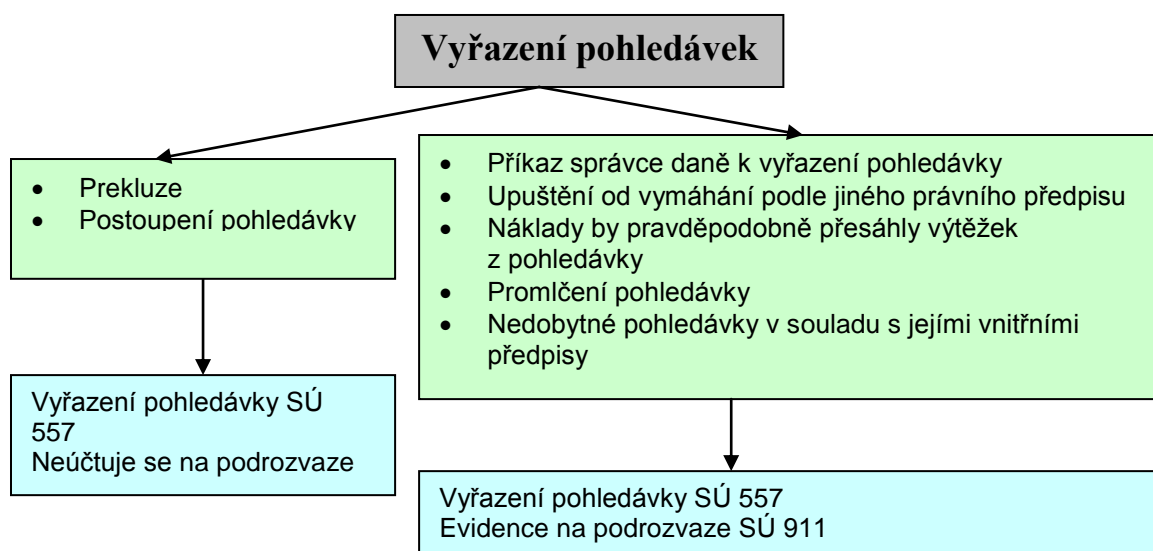 Vyřazení pohledávek
• Prekluze
• Postoupení pohledávky
• Příkaz správce daně k vyřazení pohledávky
• Upuštění od vymáhání podle jiného právního předpisu
• Náklady by pravděpodobně přesáhly výtěžek
z pohledávky
• Promlčení pohledávky
• Nedobytné pohledávky v souladu s jejími vnitřními
předpisy
Vyřazení pohledávky SÚ
557
Neúčtuje se na podrozvaze
Vyřazení pohledávky SÚ 557
Evidence na podrozvaze SÚ 911